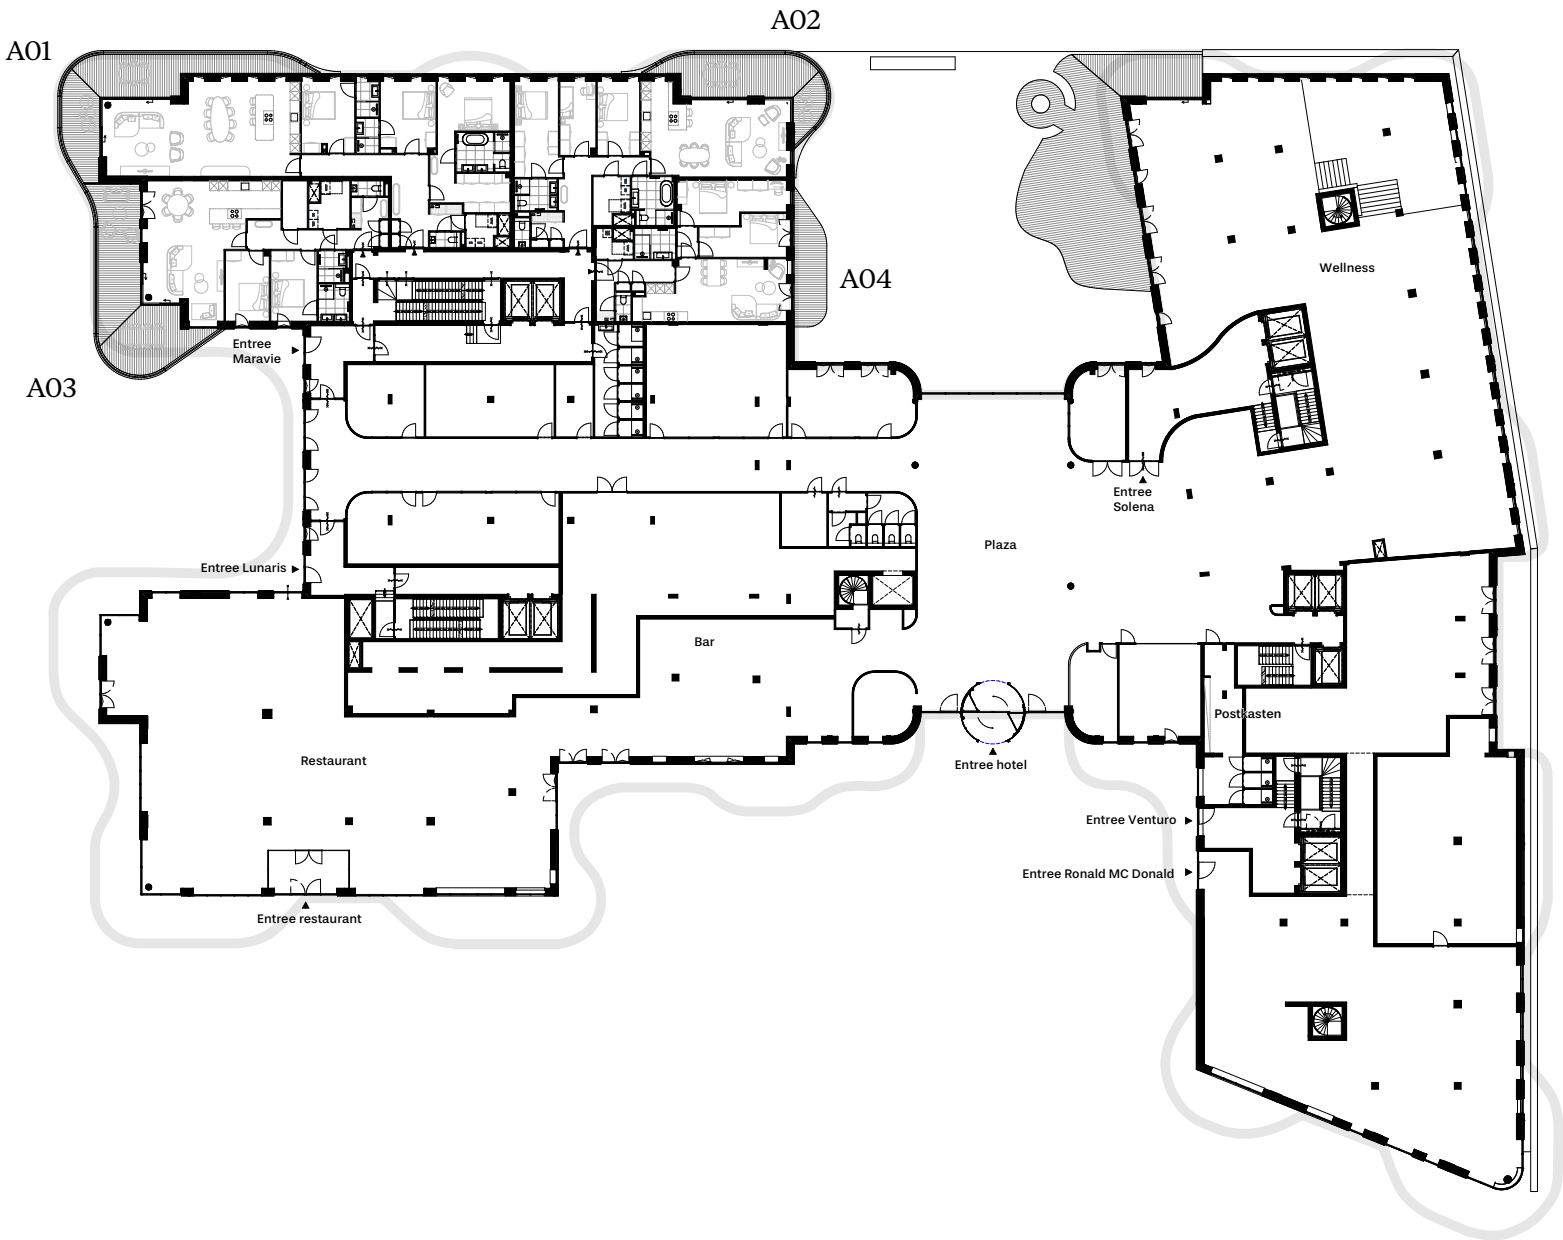 A02
A01
Wellness
A04
Entree
Maravie
A03
Entree
Solena
Plaza
Entree Lunaris
Bar
Postkasten
Restaurant
Entree hotel
Entree Venturo
Entree Ronald MC Donald
Entree restaurant